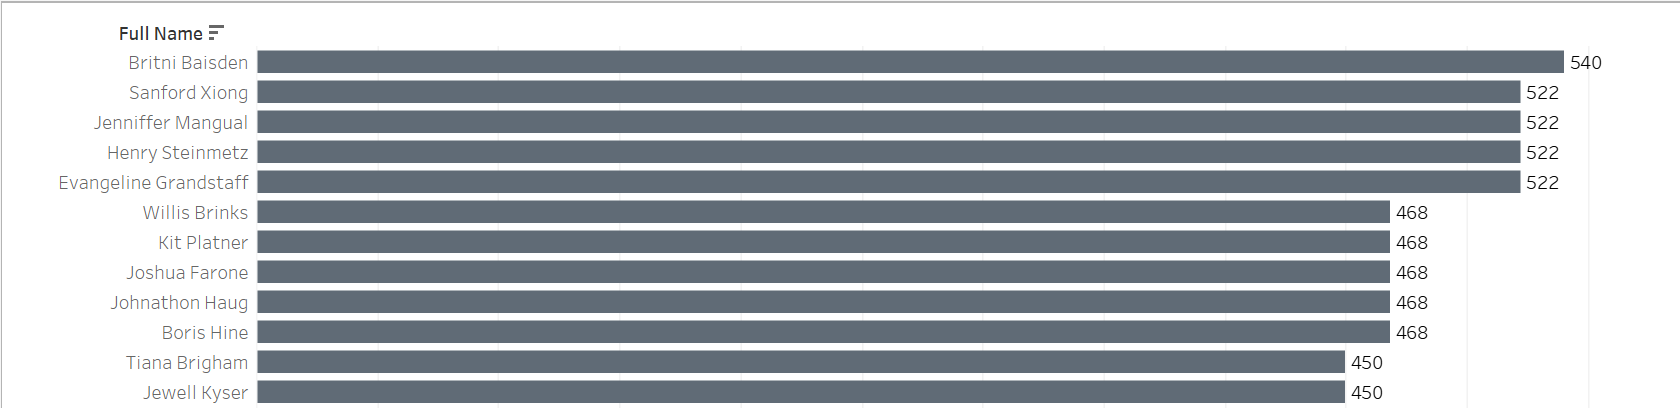 Full Name
Britni Baisden 540
Sanford Xiong 522
Jenniffer Mangual 522
Henry Steinmetz 522
Evangeline Grandstaff 522
Willis Brinks 468
Kit Platner 468
Joshua Farone 468
Johnathon Haug 468
Boris Hine 468
Tiana Brigham 450
Jewell Kyser 450